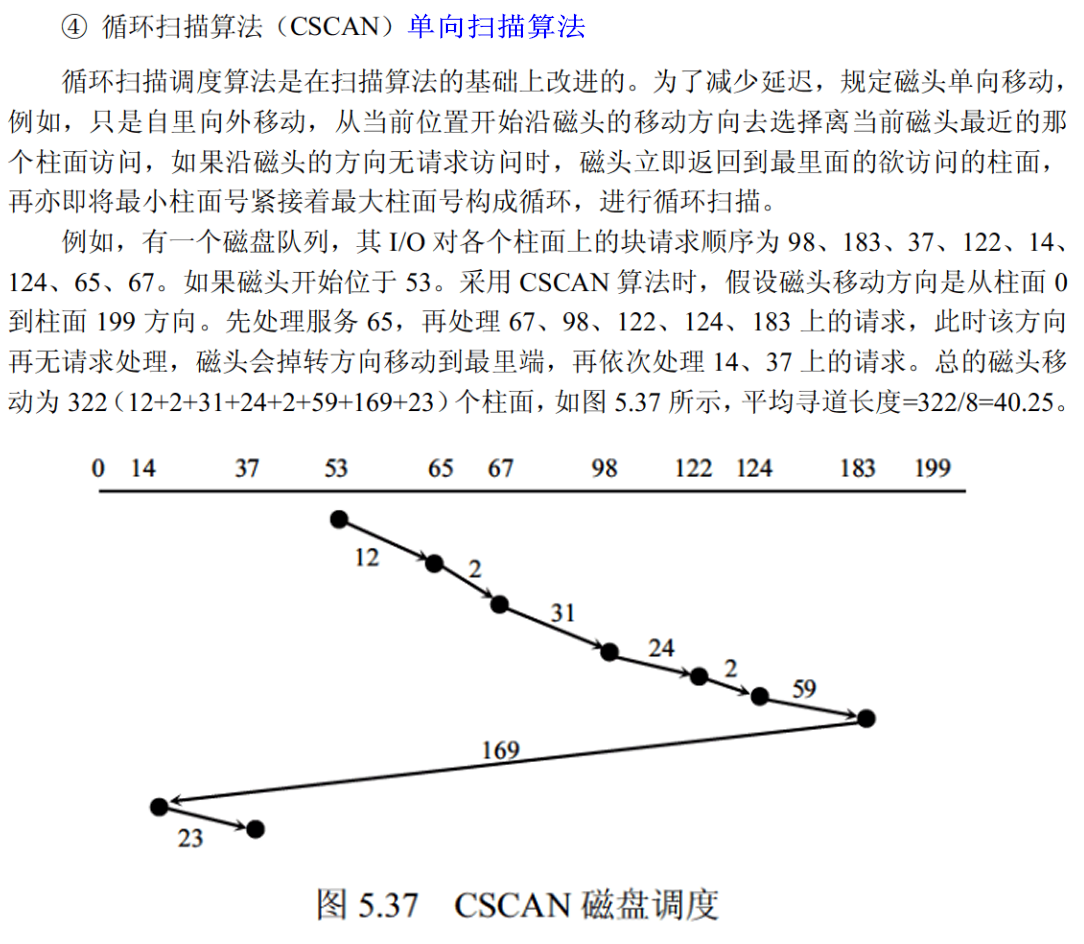 ④ 循环扫描算法（CSCAN）单向扫描算法
循环扫描调度算法是在扫描算法的基础上改进的。为了减少延迟，规定磁头单向移动，
例如，只是自里向外移动，从当前位置开始沿磁头的移动方向去选择离当前磁头最近的那
个柱面访问，如果沿磁头的方向无请求访问时，磁头立即返回到最里面的欲访问的柱面，
再亦即将最小柱面号紧接着最大柱面号构成循环，进行循环扫描。
例如，有一个磁盘队列，其 I/O 对各个柱面上的块请求顺序为 98、183、37、122、14、
124、65、67。如果磁头开始位于 53。采用 CSCAN 算法时，假设磁头移动方向是从柱面 0
到柱面 199 方向。先处理服务 65，再处理 67、98、122、124、183 上的请求，此时该方向
再无请求处理，磁头会掉转方向移动到最里端，再依次处理 14、37 上的请求。总的磁头移
动为 322（12+2+31+24+2+59+169+23）个柱面，如图 5.37 所示，平均寻道长度=322/8=40.25。
0 14 37 53 65 67 98 122 124 183 199
12
2
31
24
2
59
169
23
图 5.37 CSCAN 磁盘调度